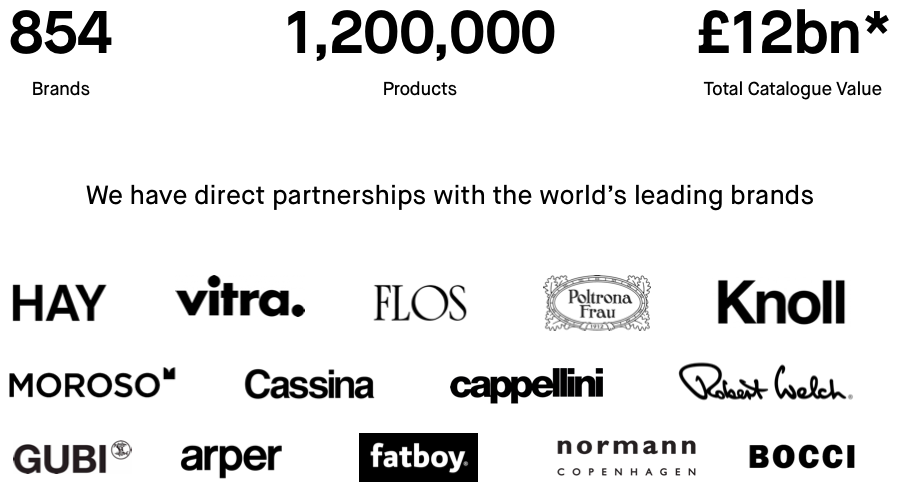 854 1,200,000 £12bn*
Brands Products Total Catalogue Value
We have direct partnerships with the world’s leading brands
HAY vitra. FLOS Poltrona Frau 1912 Knoll
MOROSO Cassina cappellini Robert Welch®
GUBI arper fatboy® normann COPENHAGEN BOCCI